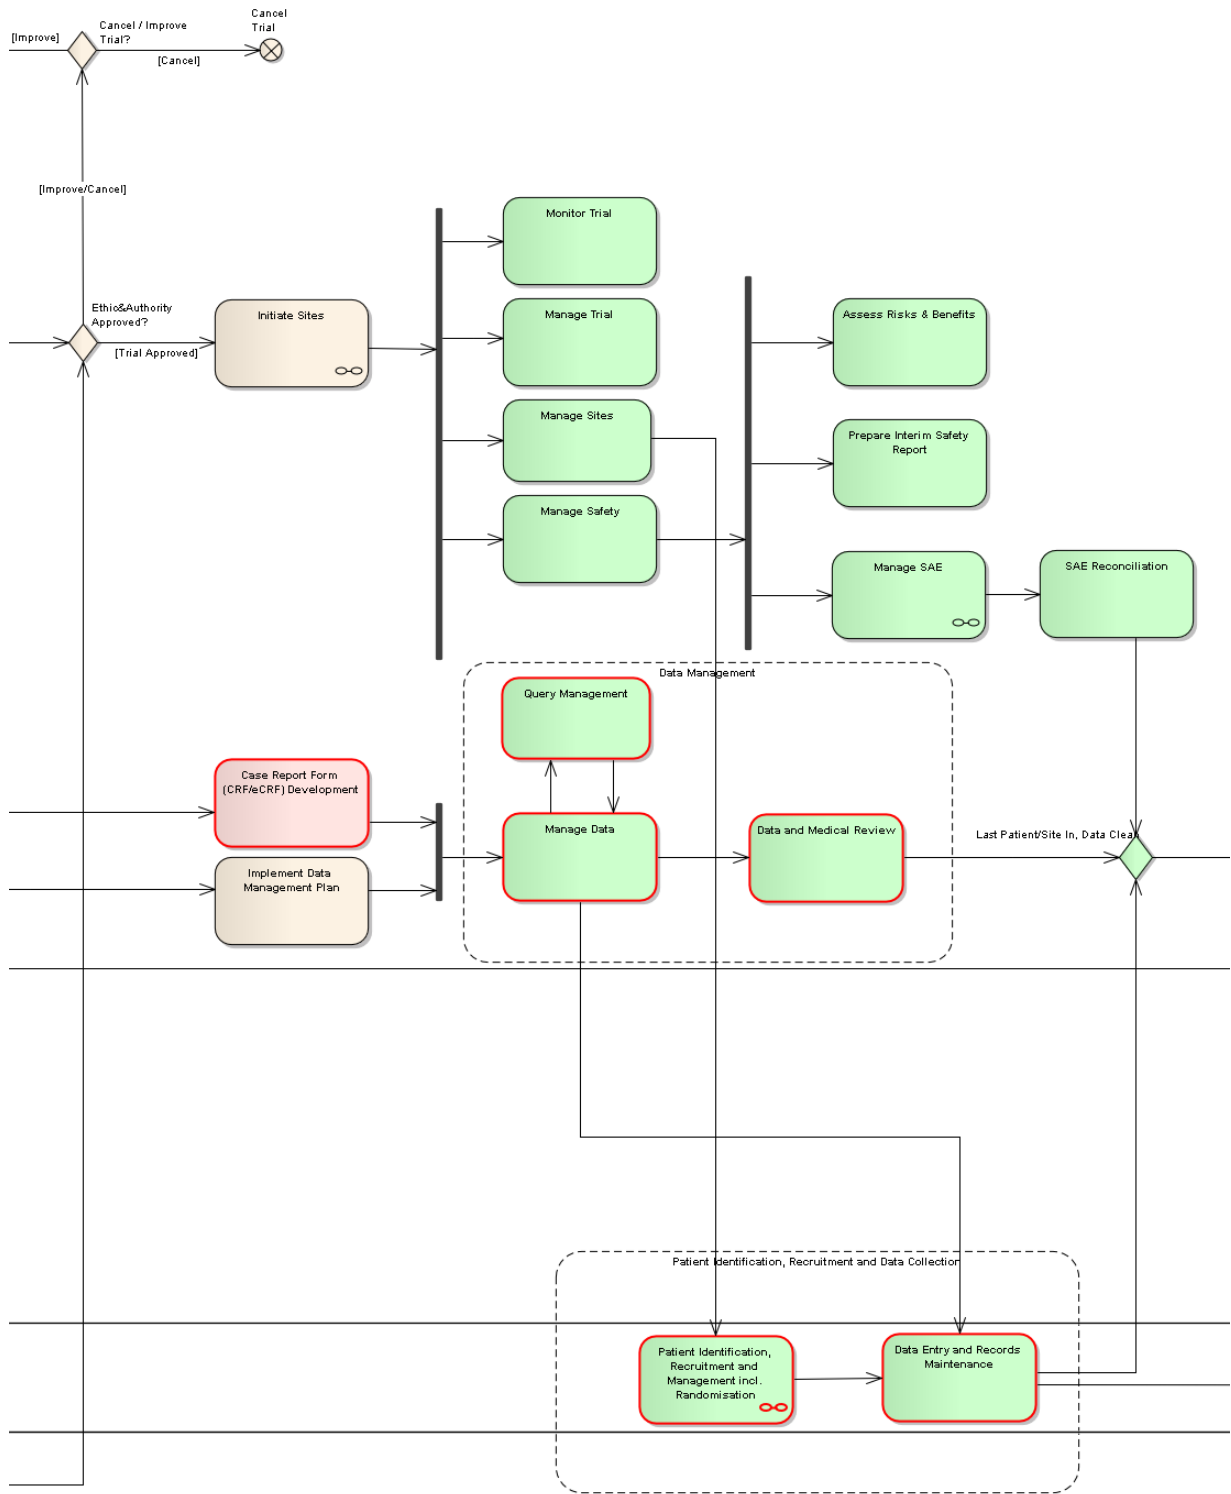 Cancel
Trial
Cancel / Improve
Trial?
[Improve]
[Cancel]
[Improve/Cancel]
Ethic&Authority
Approved?
[Trial Approved]
Initiate Sites
Monitor Trial
Manage Trial
Manage Sites
Manage Safety
Assess Risks & Benefits
Prepare Interim Safety
Report
Manage SAE
SAE Reconciliation
Data Management
Query Management
Case Report Form
(CRF/eCRF) Development
Manage Data
Data and Medical Review
Last Patient/Site In, Data Clean
Implement Data
Management Plan
Patient Identification, Recruitment and Data Collection
Patient Identification,
Recruitment and
Management incl.
Randomisation
Data Entry and Records
Maintenance